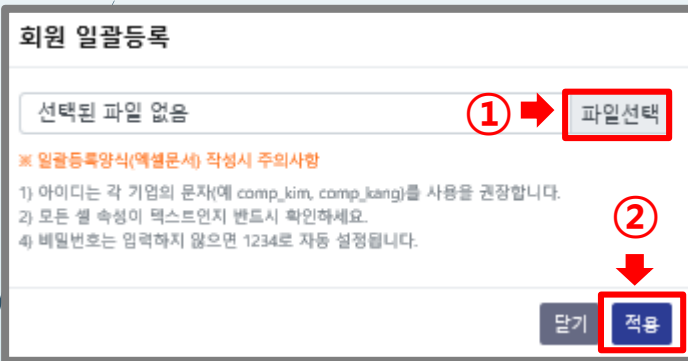 회원 일괄등록
선택된 파일 없음
① 파일선택
※ 일괄등록양식(엑셀문서) 작성시 주의사항
1) 아이디는 각 기업의 문자(예 comp_kim, comp_kang)를 사용을 권장합니다.
2) 모든 셀 속성이 텍스트인지 반드시 확인하세요.
4) 비밀번호는 입력하지 않으면 1234로 자동 설정됩니다.
②
닫기 적용